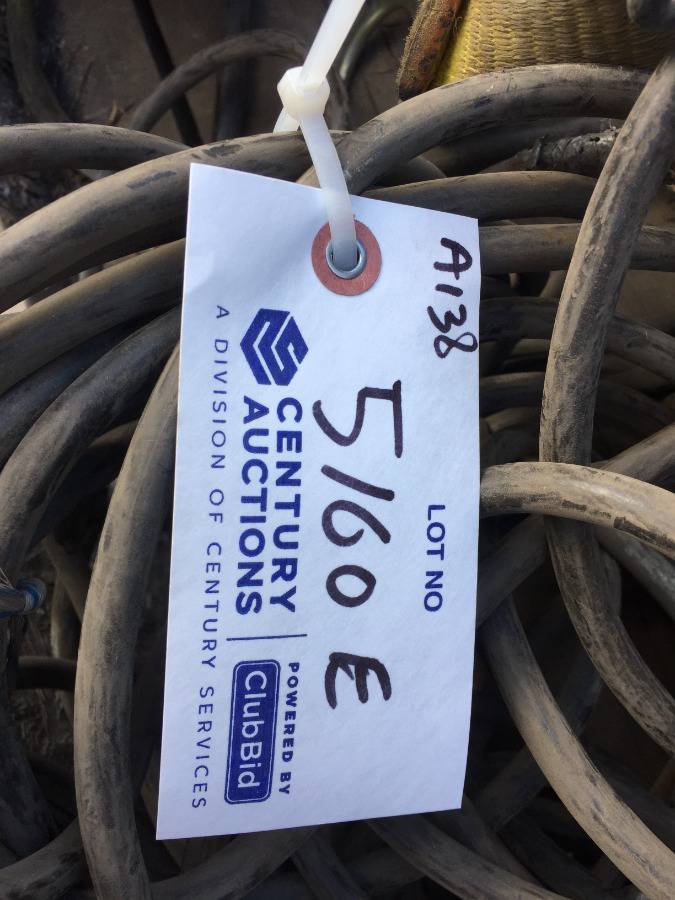 A138
LOT NO
5160 E
CENTURY
AUCTIONS
POWERED BY
ClubBid
A DIVISION OF CENTURY SERVICES